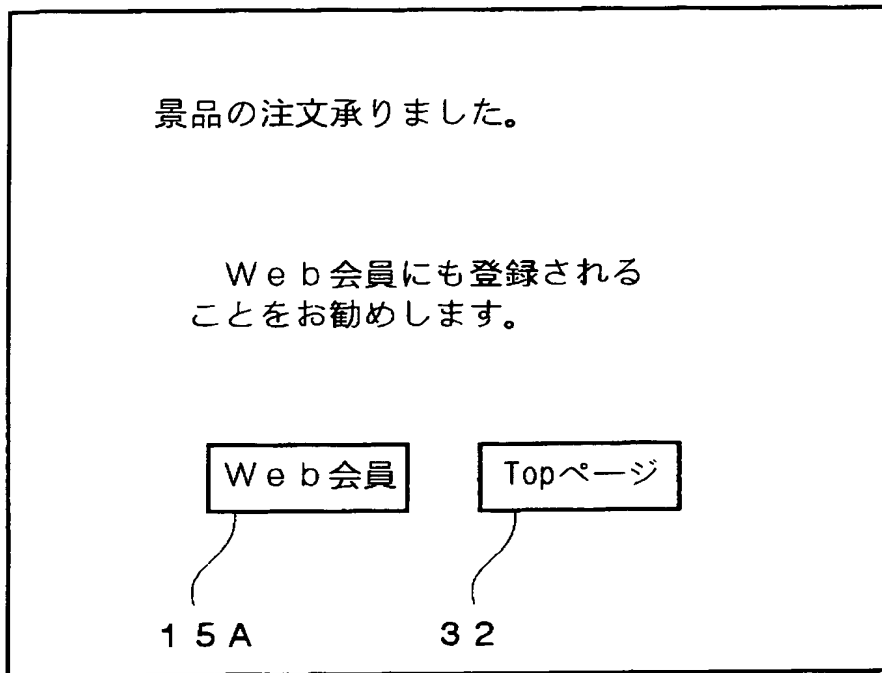 景品の注文承りました。
Ｗｅｂ会員にも登録される
ことをお勧めします。
Ｗｅｂ会員 Topページ
１５Ａ ３２